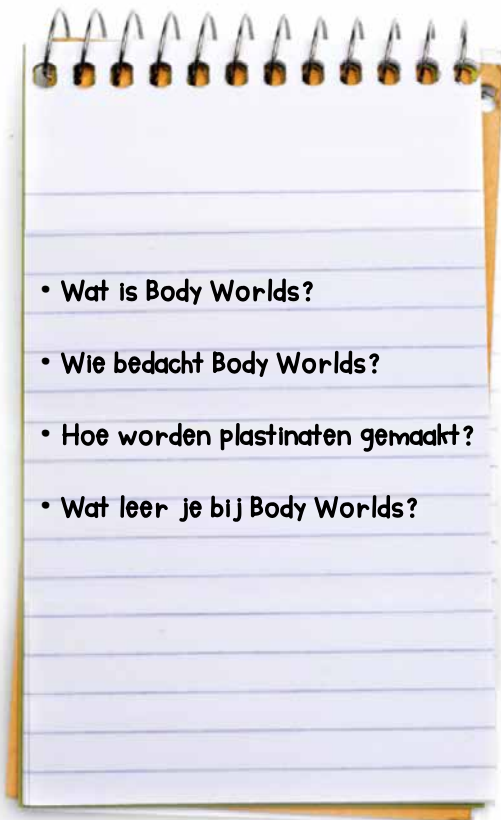 • Wat is Body Worlds?
• Wie bedacht Body Worlds?
• Hoe worden plastinaten gemaakt?
• Wat leer je bij Body Worlds?